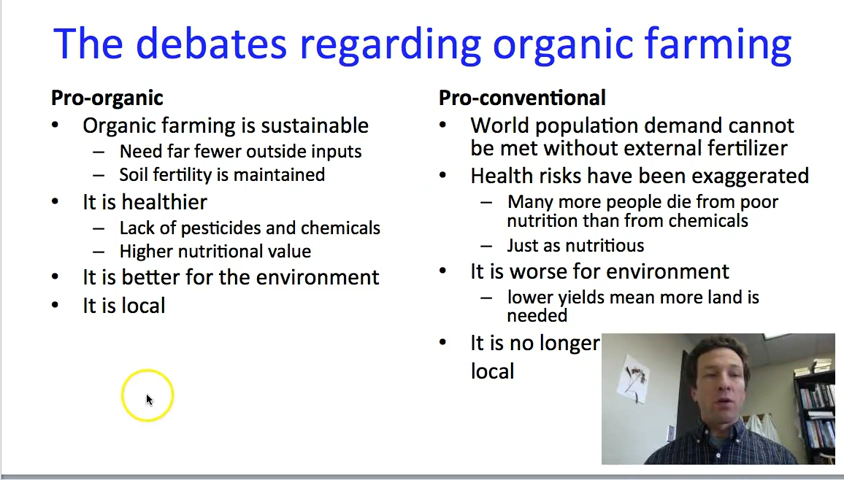 The debates regarding organic farming
Pro-organic
• Organic farming is sustainable
– Need far fewer outside inputs
– Soil fertility is maintained
• It is healthier
– Lack of pesticides and chemicals
– Higher nutritional value
• It is better for the environment
• It is local
Pro-conventional
• World population demand cannot
be met without external fertilizer
• Health risks have been exaggerated
– Many more people die from poor
nutrition than from chemicals
– Just as nutritious
• It is worse for environment
– lower yields mean more land is
needed
• It is no longer
local